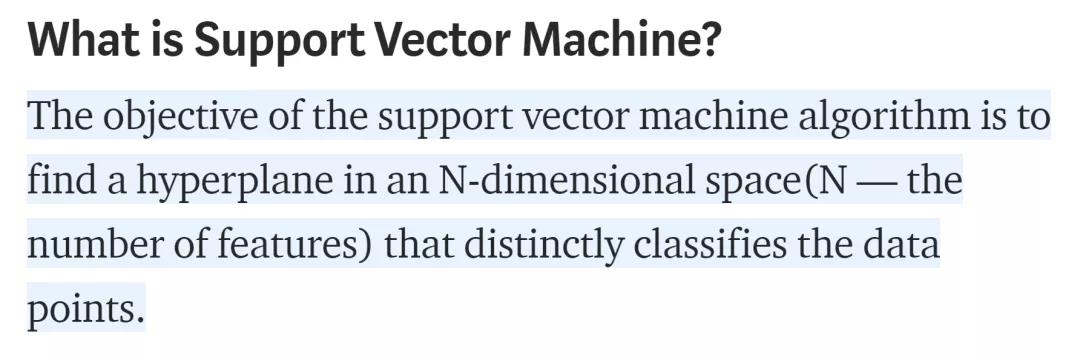 What is Support Vector Machine?
The objective of the support vector machine algorithm is to
find a hyperplane in an N-dimensional space(N — the
number of features) that distinctly classifies the data
points.